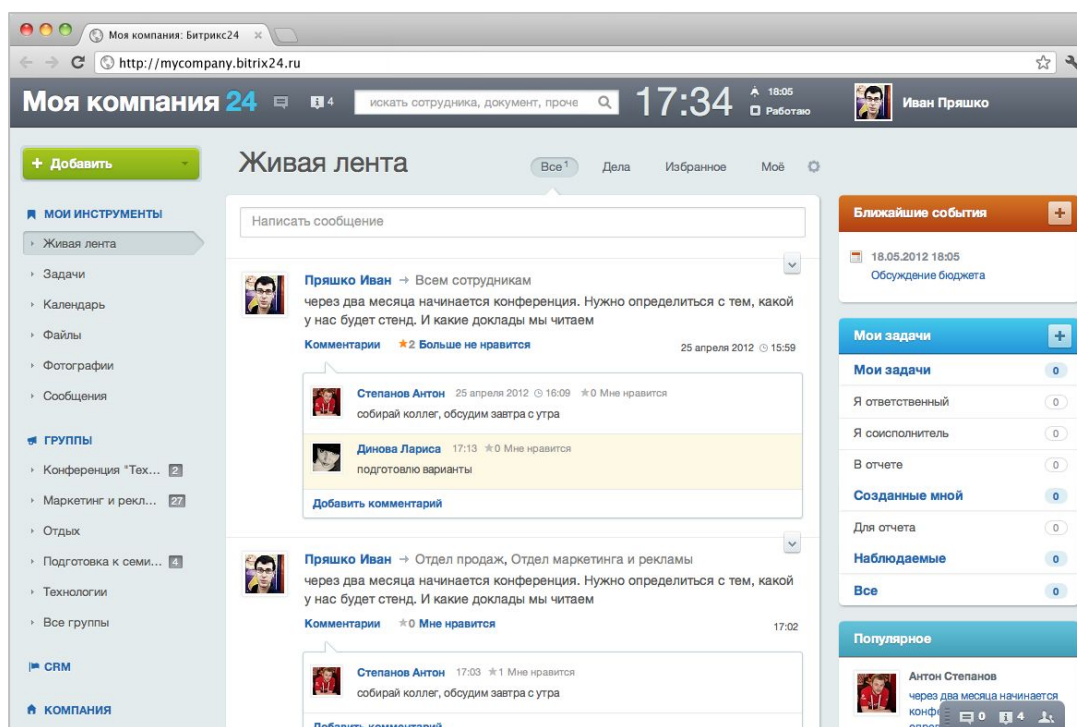 Моя компания: Битрикс24
http://mycompany.bitrix24.ru
Моя компания 24
4
искать сотрудника, документ, проче
17:34
18:05
Работаю
Иван Пряшко
+ Добавить
МОИ ИНСТРУМЕНТЫ
Живая лента
Задачи
Календарь
Файлы
Фотографии
Сообщения
ГРУППЫ
Конференция "Тех... 2
Маркетинг и рекл... 27
Отдых
Подготовка к семи... 4
Технологии
Все группы
CRM
КОМПАНИЯ
Живая лента
Все 1
Дела
Избранное
Моё
Написать сообщение
Пряшко Иван → Всем сотрудникам
через два месяца начинается конференция. Нужно определиться с тем, какой
у нас будет стенд. И какие доклады мы читаем
Комментарии ★2 Больше не нравится
25 апреля 2012 15:59
Степанов Антон 25 апреля 2012 16:09 ★0 Мне нравится
собирай коллег, обсудим завтра с утра
Динова Лариса 17:13 ★0 Мне нравится
подготовлю варианты
Добавить комментарий
Пряшко Иван → Отдел продаж, Отдел маркетинга и рекламы
через два месяца начинается конференция. Нужно определиться с тем, какой
у нас будет стенд. И какие доклады мы читаем
Комментарии ★0 Мне нравится
17:02
Степанов Антон 17:03 ★1 Мне нравится
собирай коллег, обсудим завтра с утра
Добавить комментарий
Ближайшие события +
18.05.2012 18:05
Обсуждение бюджета
Мои задачи +
Мои задачи 0
Я ответственный 0
Я соисполнитель 0
В отчете 0
Созданные мной 0
Для отчета 0
Наблюдаемые 0
Все 0
Популярное
Антон Степанов
через два месяца начинается
0 4